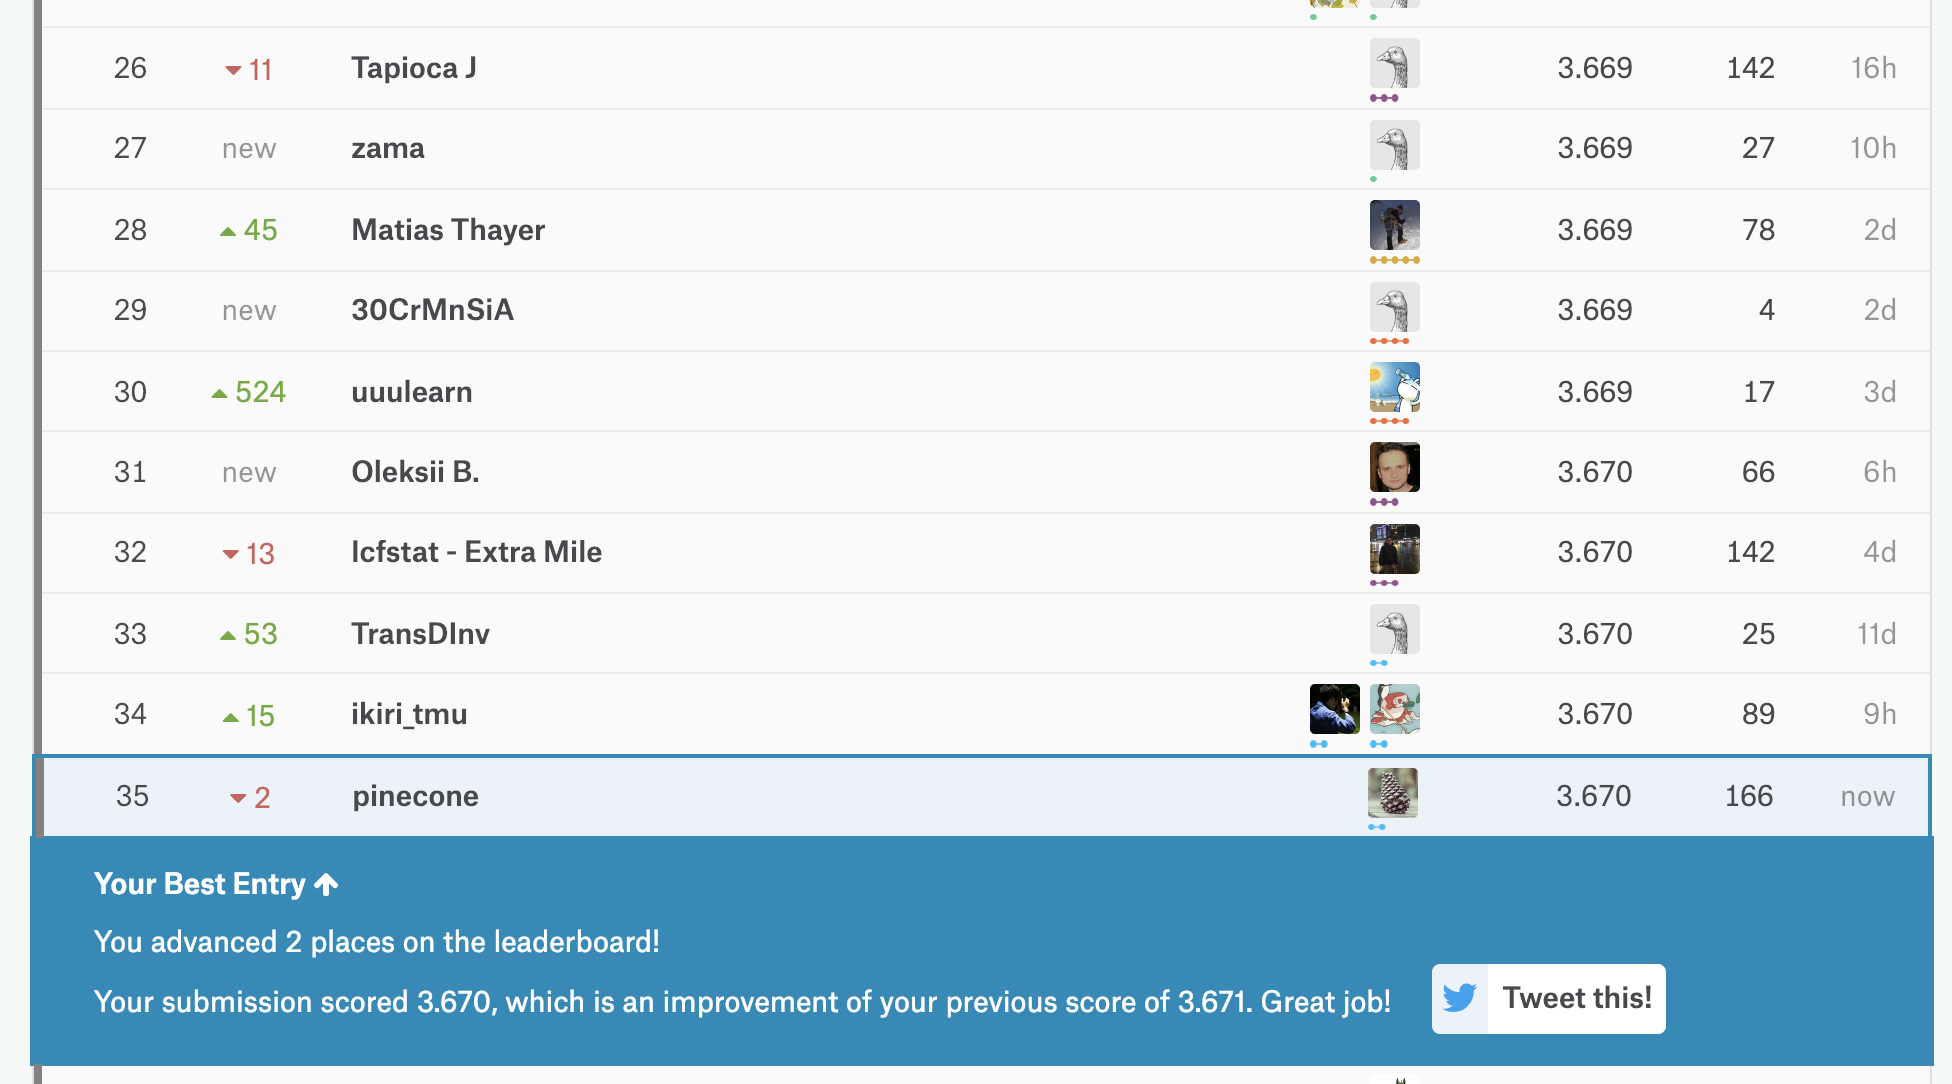 26 11 Tapioca J 3.669 142 16h
27 new zama 3.669 27 10h
28 45 Matias Thayer 3.669 78 2d
29 new 30CrMnSiA 3.669 4 2d
30 524 uuulearn 3.669 17 3d
31 new Oleksii B. 3.670 66 6h
32 13 lcfstat - Extra Mile 3.670 142 4d
33 53 TransDInv 3.670 25 11d
34 15 ikiri_tmu 3.670 89 9h
35 2 pinecone 3.670 166 now
Your Best Entry
You advanced 2 places on the leaderboard!
Your submission scored 3.670, which is an improvement of your previous score of 3.671. Great job!
Tweet this!